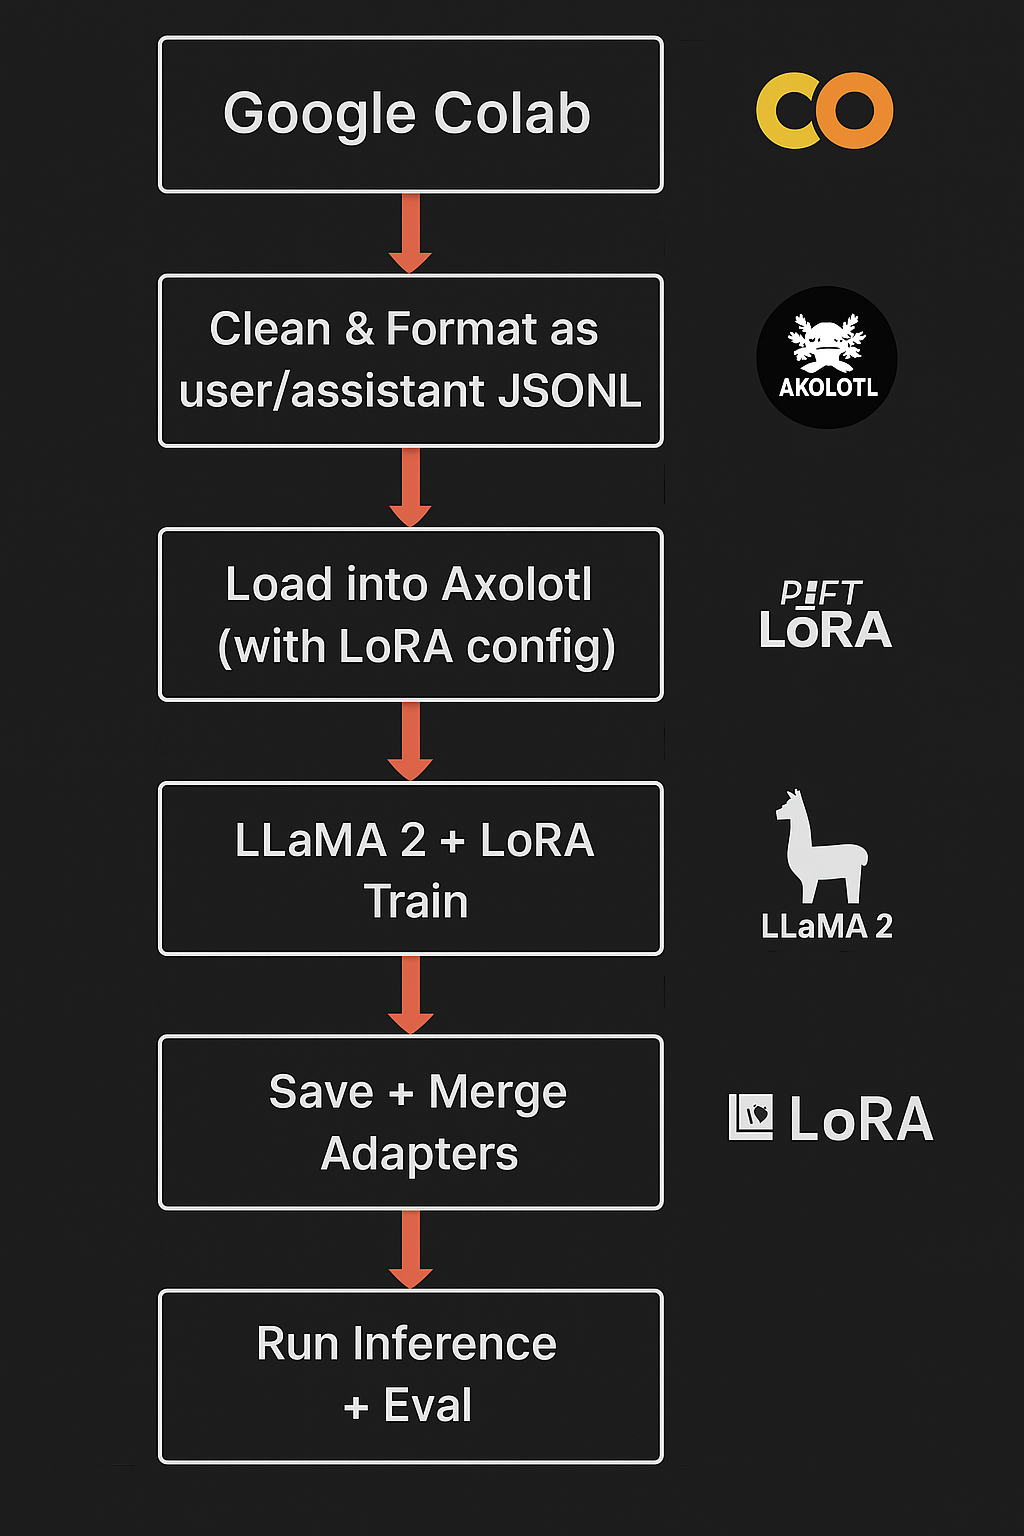 Google Colab
CO
Clean & Format as
user/assistant JSONL
AKOLOTL
Load into Axolotl
(with LoRA config)
LoRA
LLaMA 2 + LoRA
Train
LLaMA 2
Save + Merge
Adapters
LoRA
Run Inference
+ Eval